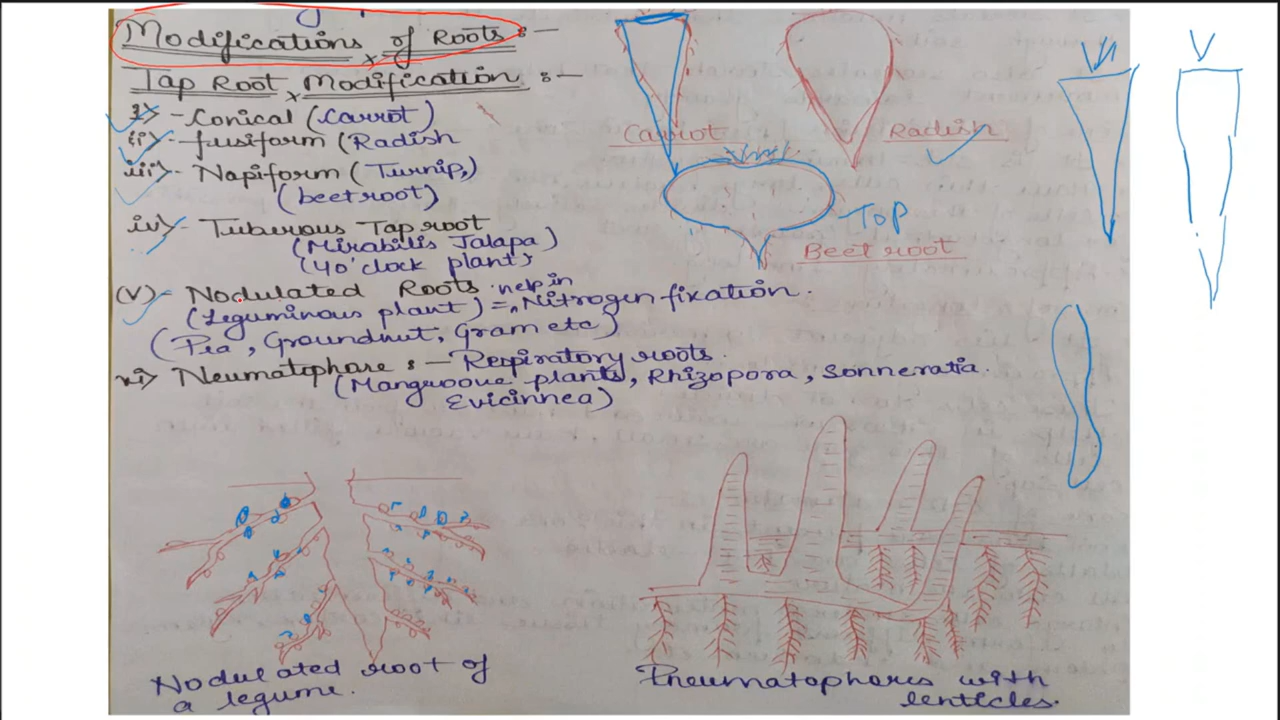 Modifications of Roots :-
Tap Root Modification :-
i) - Conical (Carrot)
ii) - fusiform (Radish
iii) - Napiform (Turnip,)
(beetroot)
iv) - Tuberous Tap root
(Mirabilis Jalapa)
(4 o' clock plant)
(V) - Nodulated Roots help in
(Leguminous plant) = Nitrogen fixation.
(Pea, Groundnut, Gram etc)
vi) Neumatophare :- Respiratory roots.
(Mangroove plants, Rhizopora, Sonneratia.
Evicinnea)
Carrot
Radish
Top
Beet root
Nodulated root of
a legume.
Pneumatophores with
lenticles.